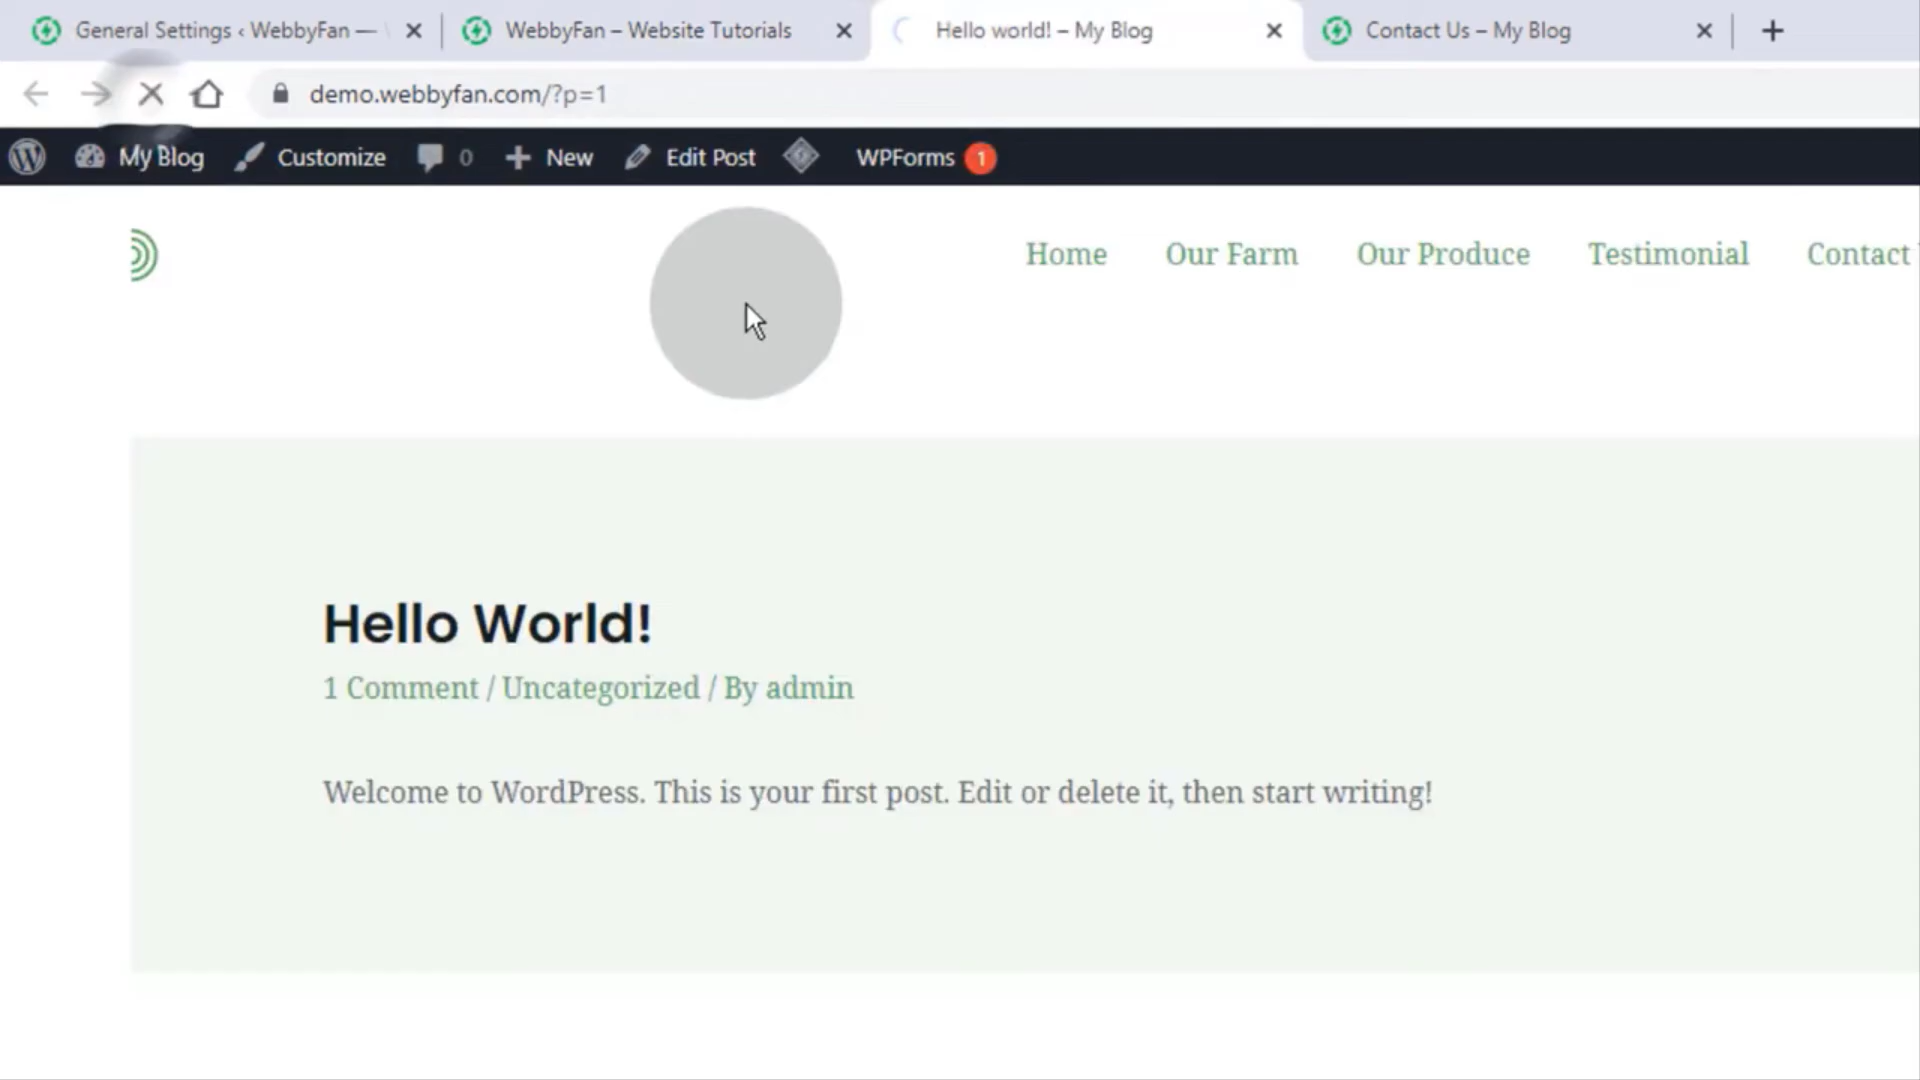 General Settings ‹ WebbyFan —
WebbyFan – Website Tutorials
Hello world! – My Blog
Contact Us – My Blog
demo.webbyfan.com/?p=1
My Blog
Customize
0
New
Edit Post
WPForms
1
Home
Our Farm
Our Produce
Testimonial
Contact
Hello World!
1 Comment / Uncategorized / By admin
Welcome to WordPress. This is your first post. Edit or delete it, then start writing!